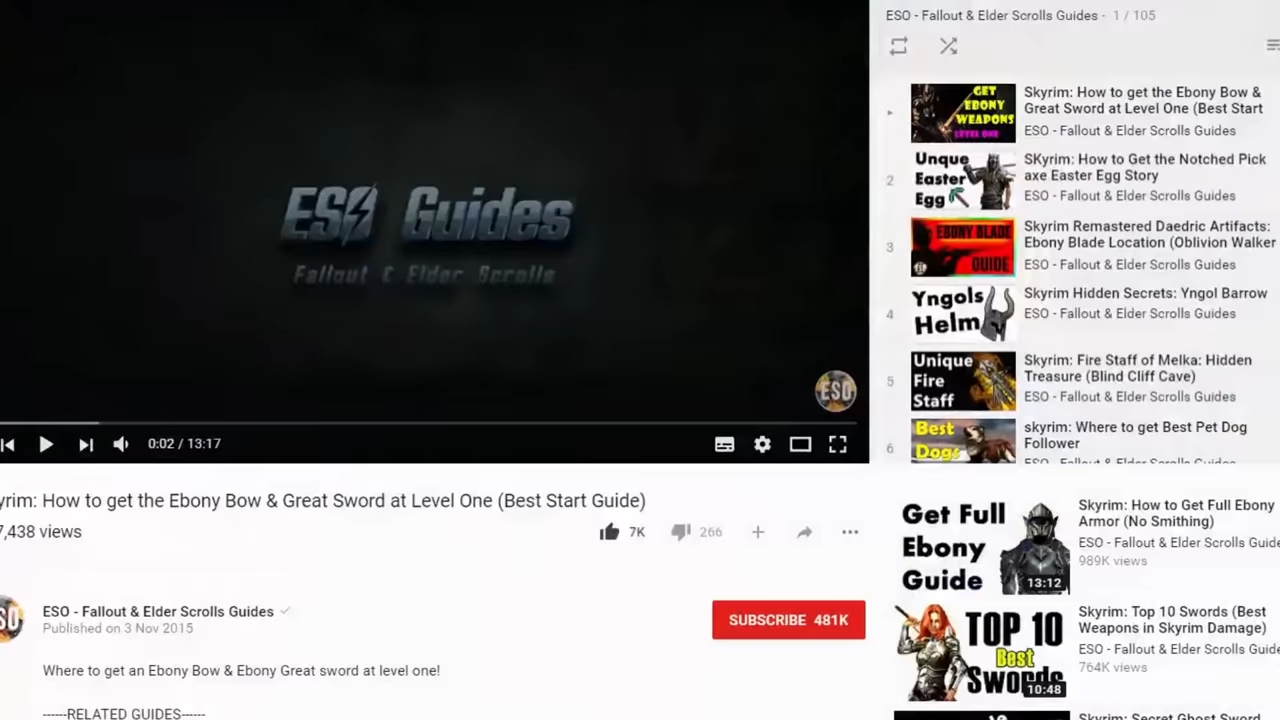 ESO Guides
Fallout & Elder Scrolls
ESO
0:02 / 13:17
yrim: How to get the Ebony Bow & Great Sword at Level One (Best Start Guide)
7,438 views
7K
266
ESO - Fallout & Elder Scrolls Guides
Published on 3 Nov 2015
SUBSCRIBE 481K
Where to get an Ebony Bow & Ebony Great sword at level one!
------RELATED GUIDES------
ESO - Fallout & Elder Scrolls Guides - 1 / 105
GET
EBONY
WEAPONS
LEVEL ONE
Skyrim: How to get the Ebony Bow &
Great Sword at Level One (Best Start
ESO - Fallout & Elder Scrolls Guides
2
Unque
Easter
Egg
SKyrim: How to Get the Notched Pick
axe Easter Egg Story
ESO - Fallout & Elder Scrolls Guides
3
EBONY BLADE
GUIDE
Skyrim Remastered Daedric Artifacts:
Ebony Blade Location (Oblivion Walker
ESO - Fallout & Elder Scrolls Guides
4
Yngols
Helm
Skyrim Hidden Secrets: Yngol Barrow
ESO - Fallout & Elder Scrolls Guides
5
Unique
Fire
Staff
Skyrim: Fire Staff of Melka: Hidden
Treasure (Blind Cliff Cave)
ESO - Fallout & Elder Scrolls Guides
6
Best
Dogs
skyrim: Where to get Best Pet Dog
Follower
ESO - Fallout & Elder Scrolls Guides
Get Full
Ebony
Guide
13:12
Skyrim: How to Get Full Ebony
Armor (No Smithing)
ESO - Fallout & Elder Scrolls Guide
989K views
TOP 10
Best
Swords
10:48
Skyrim: Top 10 Swords (Best
Weapons in Skyrim Damage)
ESO - Fallout & Elder Scrolls Guide
764K views
Skyrim: Secret Ghost Sword